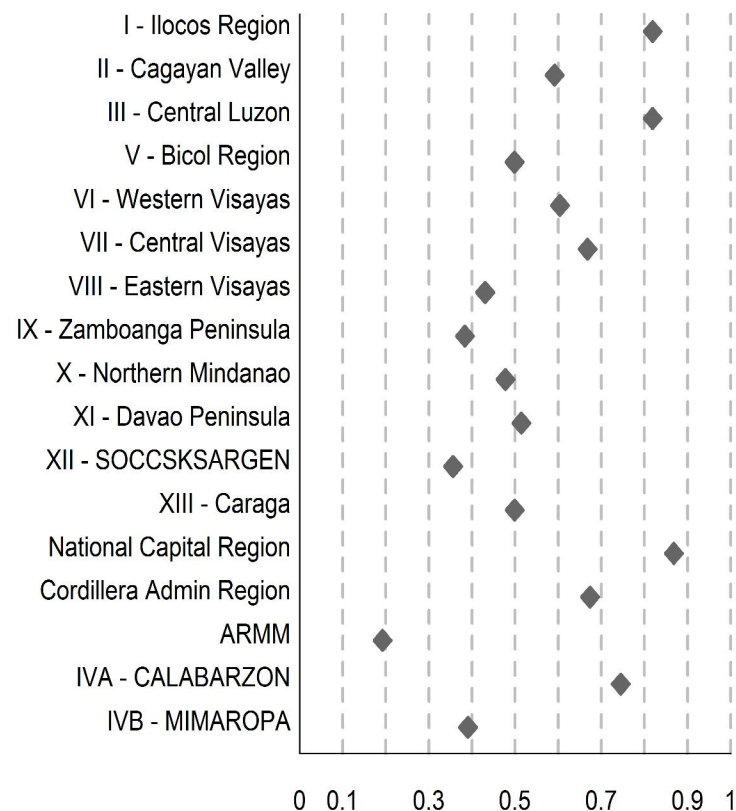 I - Ilocos Region
II - Cagayan Valley
III - Central Luzon
V - Bicol Region
VI - Western Visayas
VII - Central Visayas
VIII - Eastern Visayas
IX - Zamboanga Peninsula
X - Northern Mindanao
XI - Davao Peninsula
XII - SOCCSKSARGEN
XIII - Caraga
National Capital Region
Cordillera Admin Region
ARMM
IVA - CALABARZON
IVB - MIMAROPA
0 0.1 0.3 0.5 0.7 0.9 1